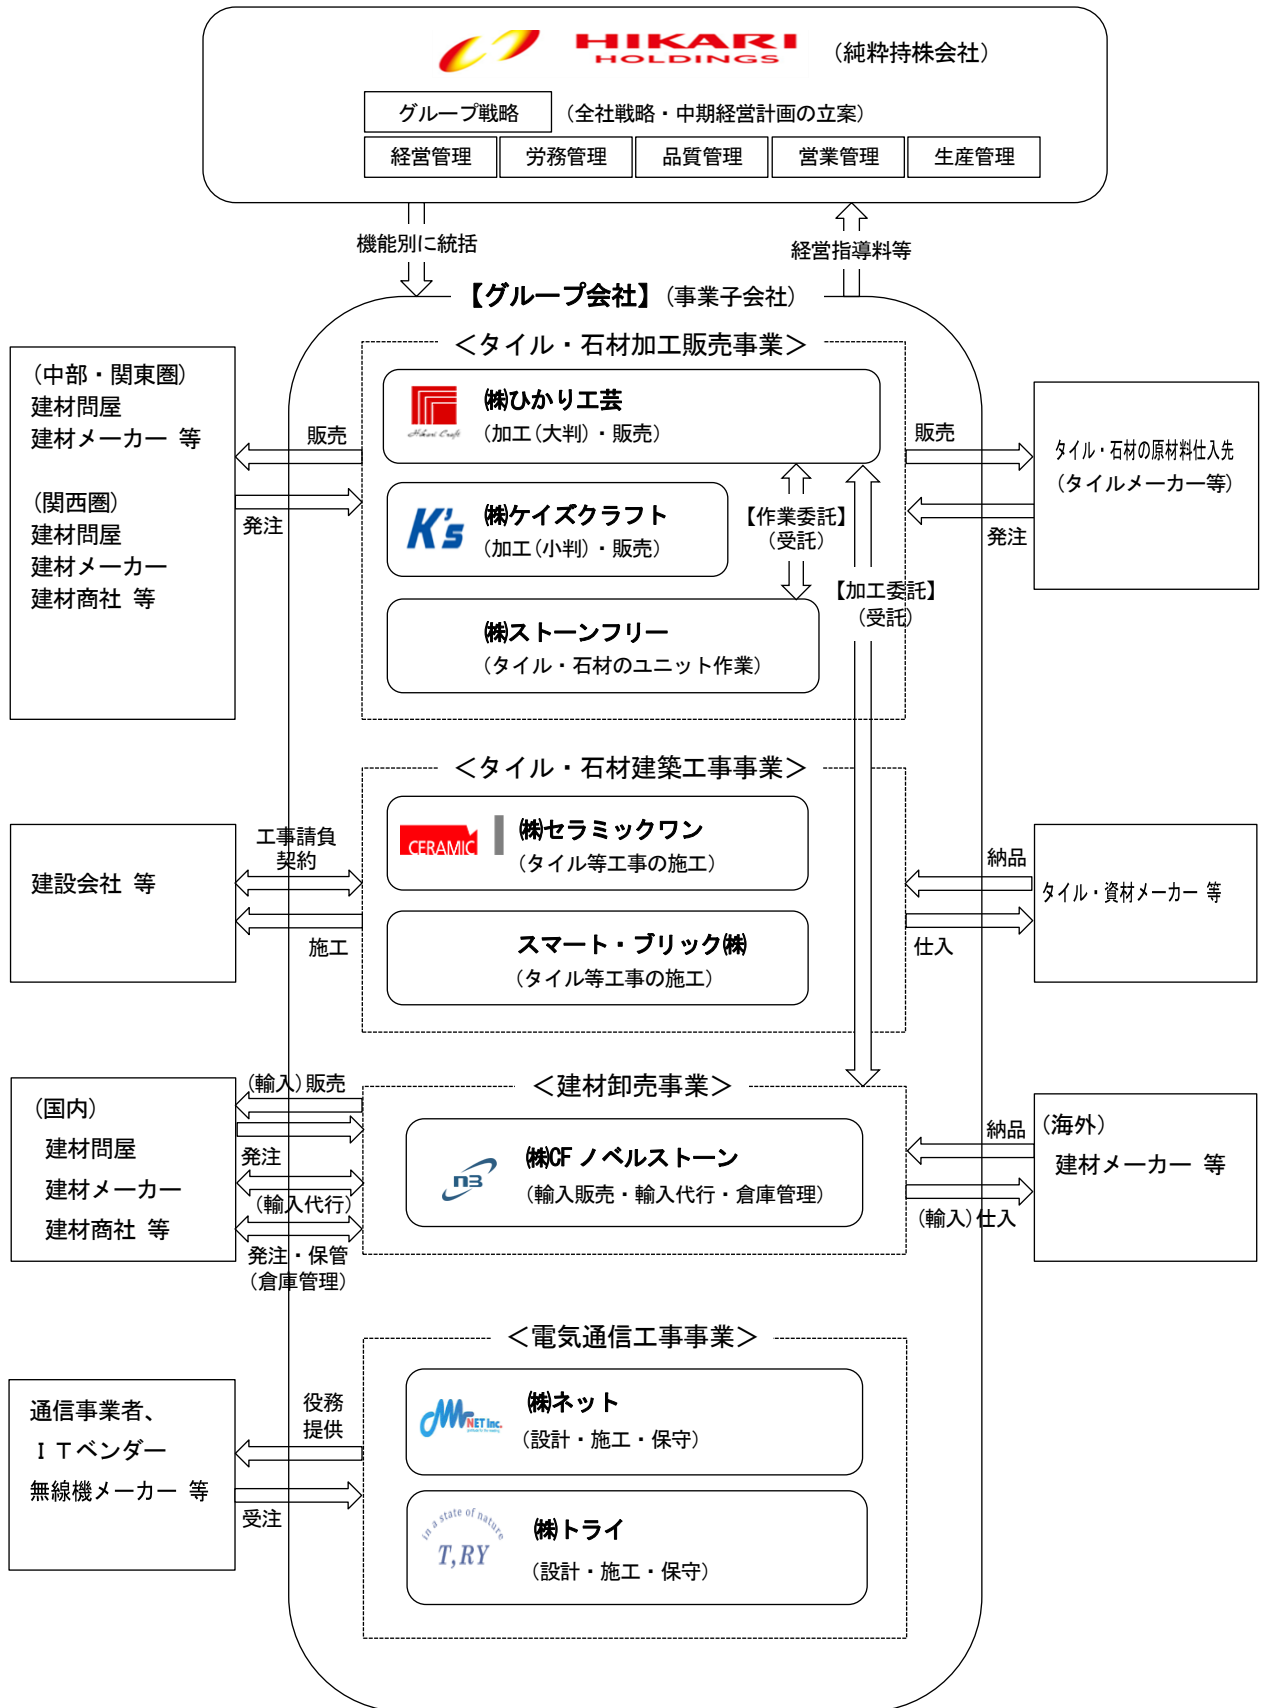 HIKARI
HOLDINGS
(純粋持株会社)
グループ戦略
(全社戦略・中期経営計画の立案)
経営管理
労務管理
品質管理
営業管理
生産管理
機能別に統括
経営指導料等
【グループ会社】(事業子会社)
<タイル・石材加工販売事業>
(中部・関東圏)
建材問屋
建材メーカー 等
(関西圏)
建材問屋
建材メーカー
建材商社 等
販売
発注
Hikari Craft
㈱ひかり工芸
(加工(大判)・販売)
K's
㈱ケイズクラフト
(加工(小判)・販売)
【作業委託】
(受託)
㈱ストーンフリー
(タイル・石材のユニット作業)
【加工委託】
(受託)
販売
発注
タイル・石材の原材料仕入先
(タイルメーカー等)
<タイル・石材建築工事事業>
建設会社 等
工事請負
契約
施工
CERAMIC
㈱セラミックワン
(タイル等工事の施工)
スマート・ブリック㈱
(タイル等工事の施工)
納品
仕入
タイル・資材メーカー 等
<建材卸売事業>
(国内)
建材問屋
建材メーカー
建材商社 等
(輸入)販売
発注
(輸入代行)
発注・保管
(倉庫管理)
㈱CFノベルストーン
(輸入販売・輸入代行・倉庫管理)
納品
(輸入)仕入
(海外)
建材メーカー 等
<電気通信工事事業>
通信事業者、
ITベンダー
無線機メーカー 等
役務
提供
受注
NET Inc.
㈱ネット
(設計・施工・保守)
in a state of nature
T,RY
㈱トライ
(設計・施工・保守)